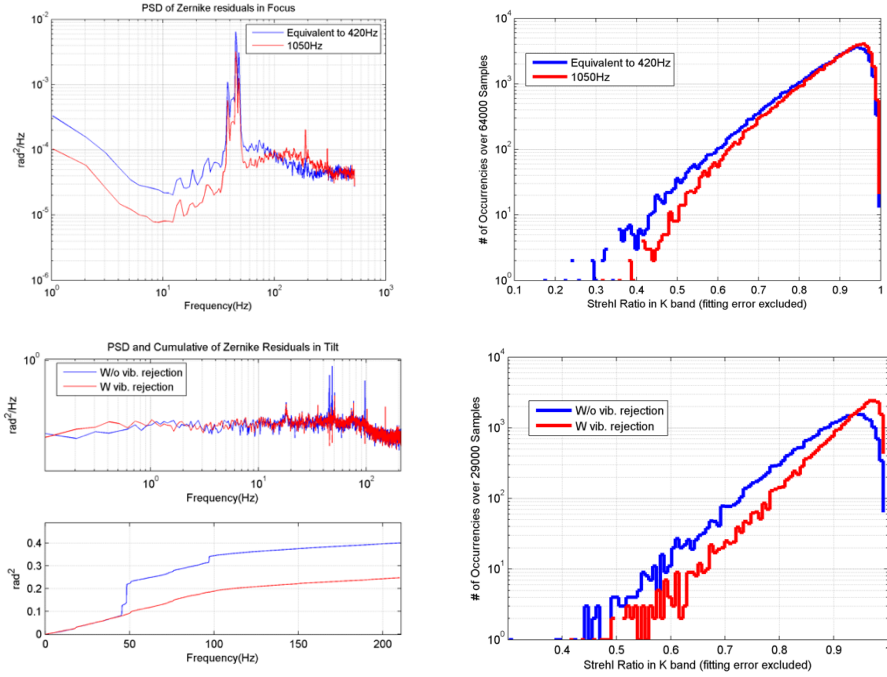 PSD of Zernike residuals in Focus
10^-2
10^-3
10^-4
10^-5
10^-6
rad^2/Hz
Equivalent to 420Hz
1050Hz
10^0 10^1 10^2 10^3
Frequency(Hz)
10^4
10^3
10^2
10^1
10^0
# of Occurrencies over 64000 Samples
Equivalent to 420Hz
1050Hz
0.1 0.2 0.3 0.4 0.5 0.6 0.7 0.8 0.9 1
Strehl Ratio in K band (fitting error excluded)
PSD and Cumulative of Zernike Residuals in Tilt
10^0
rad^2/Hz
W/o vib. rejection
W vib. rejection
10^0 10^1 10^2
Frequency(Hz)
0.4
0.3
0.2
0.1
0
rad^2
0 50 100 150 200
Frequency(Hz)
10^4
10^3
10^2
10^1
10^0
# of Occurrencies over 29000 Samples
W/o vib. rejection
W vib. rejection
0.4 0.5 0.6 0.7 0.8 0.9 1
Strehl Ratio in K band (fitting error excluded)